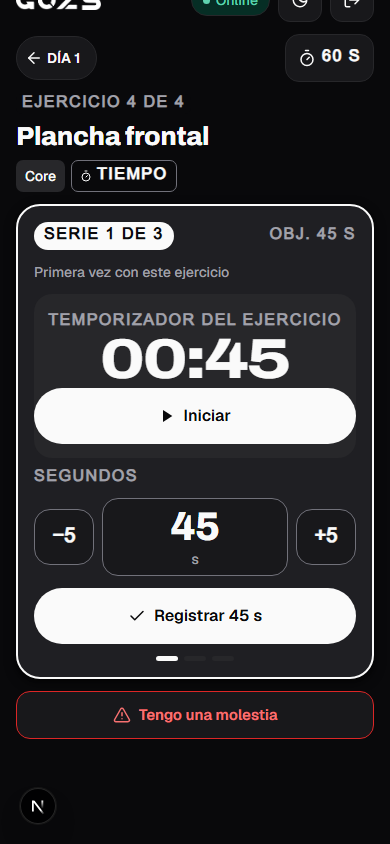 Online
DÍA 1
60 S
EJERCICIO 4 DE 4
Plancha frontal
Core
TIEMPO
SERIE 1 DE 3
OBJ. 45 S
Primera vez con este ejercicio
TEMPORIZADOR DEL EJERCICIO
00:45
Iniciar
SEGUNDOS
−5
45
s
+5
Registrar 45 s
Tengo una molestia
N